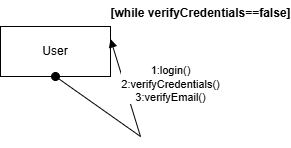 [while verifyCredentials==false]
User
1:login()
2:verifyCredentials()
3:verifyEmail()